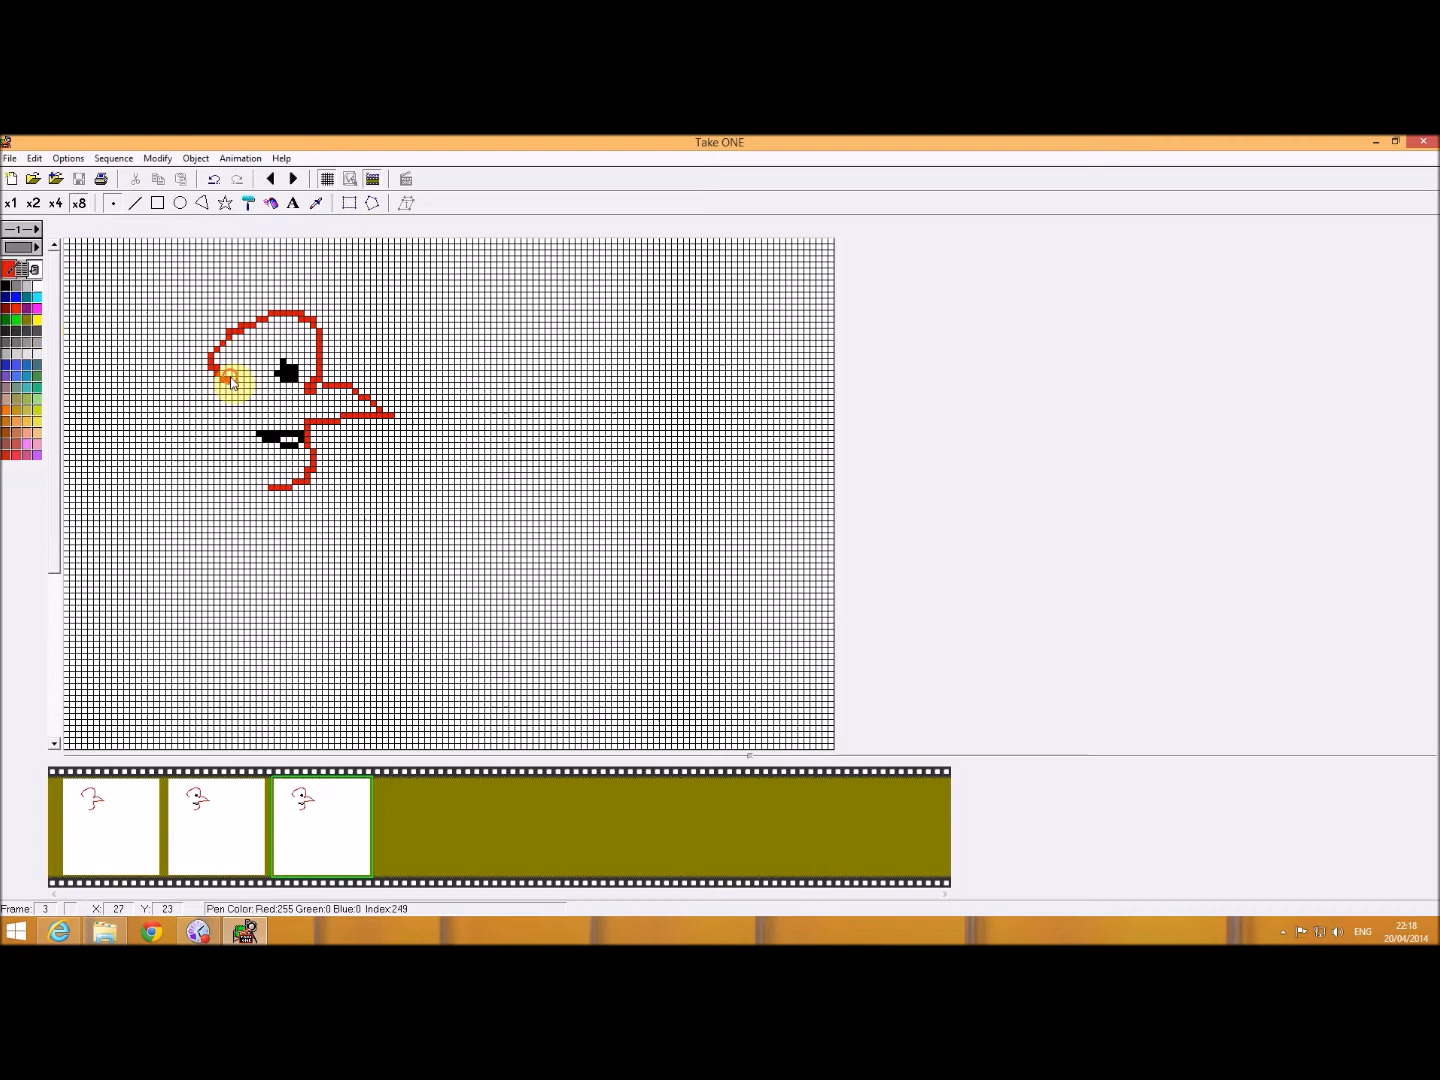 Take ONE
File Edit Options Sequence Modify Object Animation Help
A
x1 x2 x4 x8
1
Frame: 3 X: 27 Y: 23 Pen Color: Red:255 Green:0 Blue:0 Index:249
ENG 22:18
20/04/2014